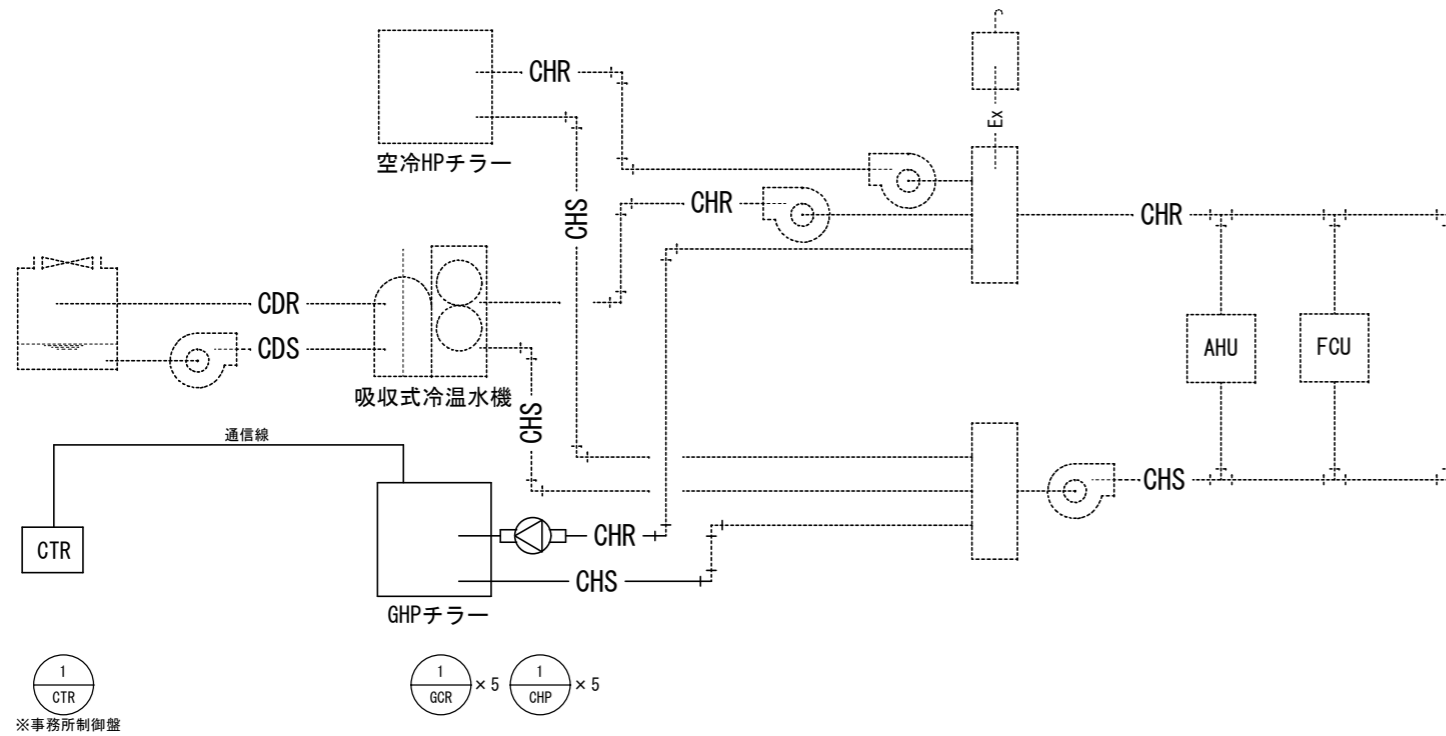 CHR
空冷HPチラー
CHS
Ex
CHR
CHR
CDR
CDS
吸収式冷温水機
CHS
AHU
FCU
通信線
CHS
CTR
CHR
CHS
GHPチラー
1
CTR
※事務所制御盤
1
GCR
×5
1
CHP
×5